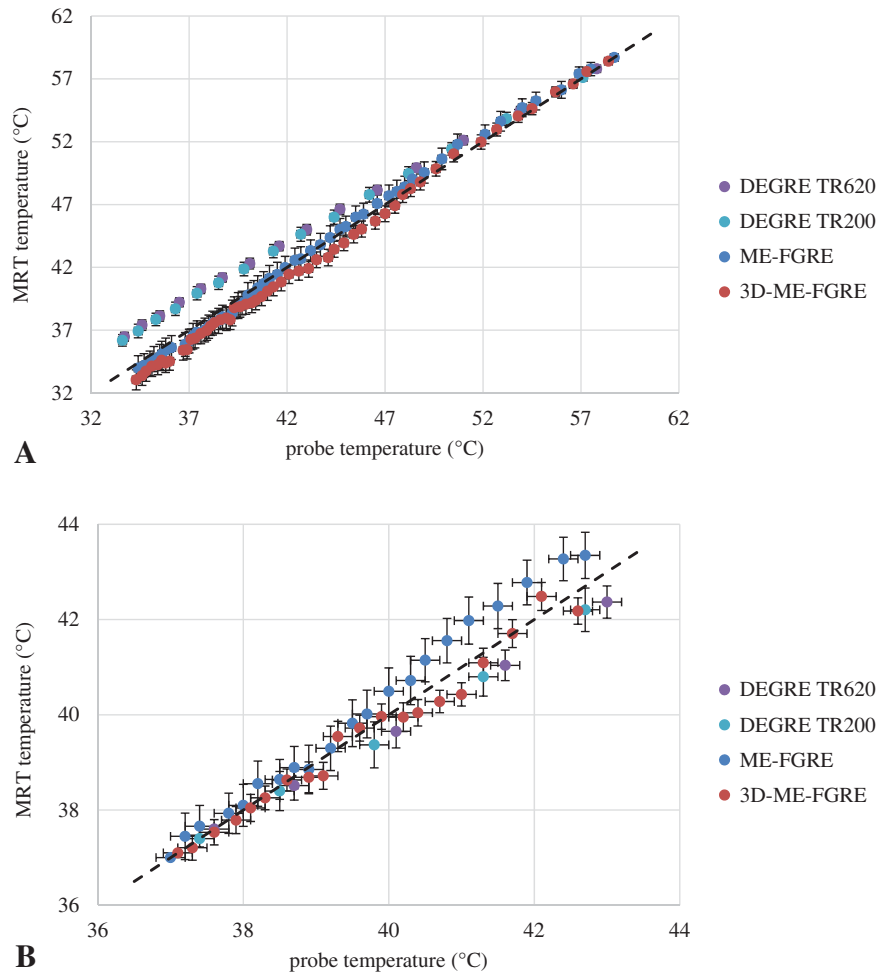 62
57
52
47
42
37
32
MRT temperature (°C)
32 37 42 47 52 57 62
probe temperature (°C)
A
DEGRE TR620
DEGRE TR200
ME-FGRE
3D-ME-FGRE
44
42
40
38
36
MRT temperature (°C)
36 38 40 42 44
probe temperature (°C)
B
DEGRE TR620
DEGRE TR200
ME-FGRE
3D-ME-FGRE